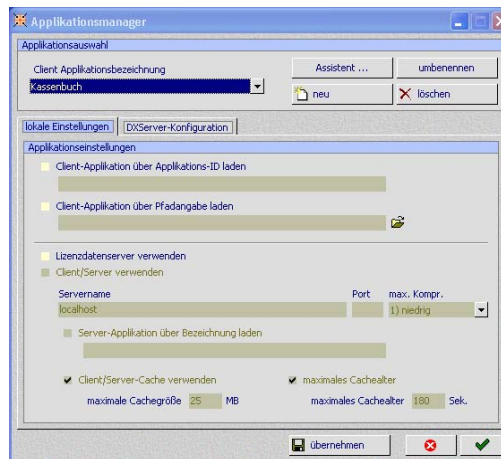 Applikationsmanager
Applikationsauswahl
Client Applikationsbezeichnung
Kassenbuch
Assistent ...
umbenennen
neu
löschen
lokale Einstellungen
DXServer-Konfiguration
Applikationseinstellungen
Client-Applikation über Applikations-ID laden
Client-Applikation über Pfadangabe laden
Lizenzdatenserver verwenden
Client/Server verwenden
Servername Port max. Kompr.
localhost 1) niedrig
Server-Applikation über Bezeichnung laden
Client/Server-Cache verwenden maximales Cachealter
maximale Cachegröße 25 MB maximales Cachealter 180 Sek.
übernehmen